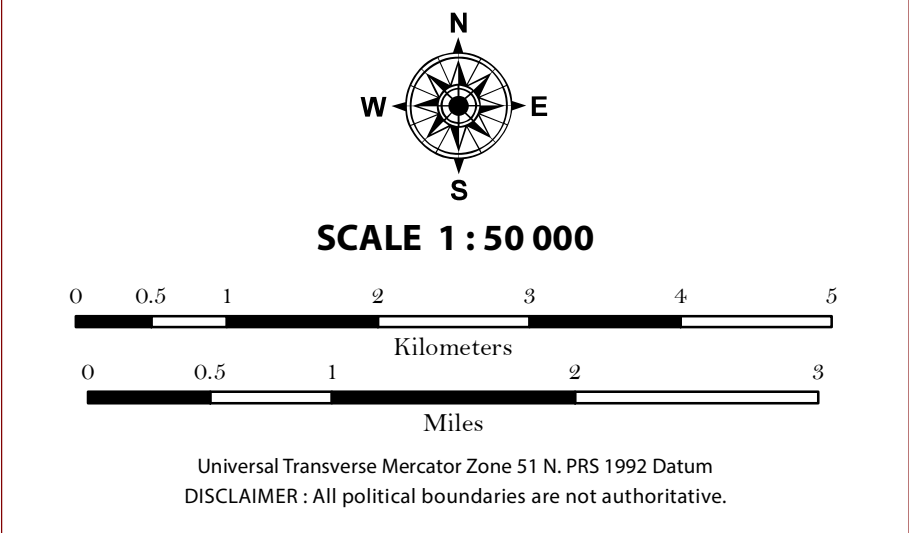 N
W E
S
SCALE 1 : 50 000
0 0.5 1 2 3 4 5
Kilometers
0 0.5 1 2 3
Miles
Universal Transverse Mercator Zone 51 N. PRS 1992 Datum
DISCLAIMER : All political boundaries are not authoritative.